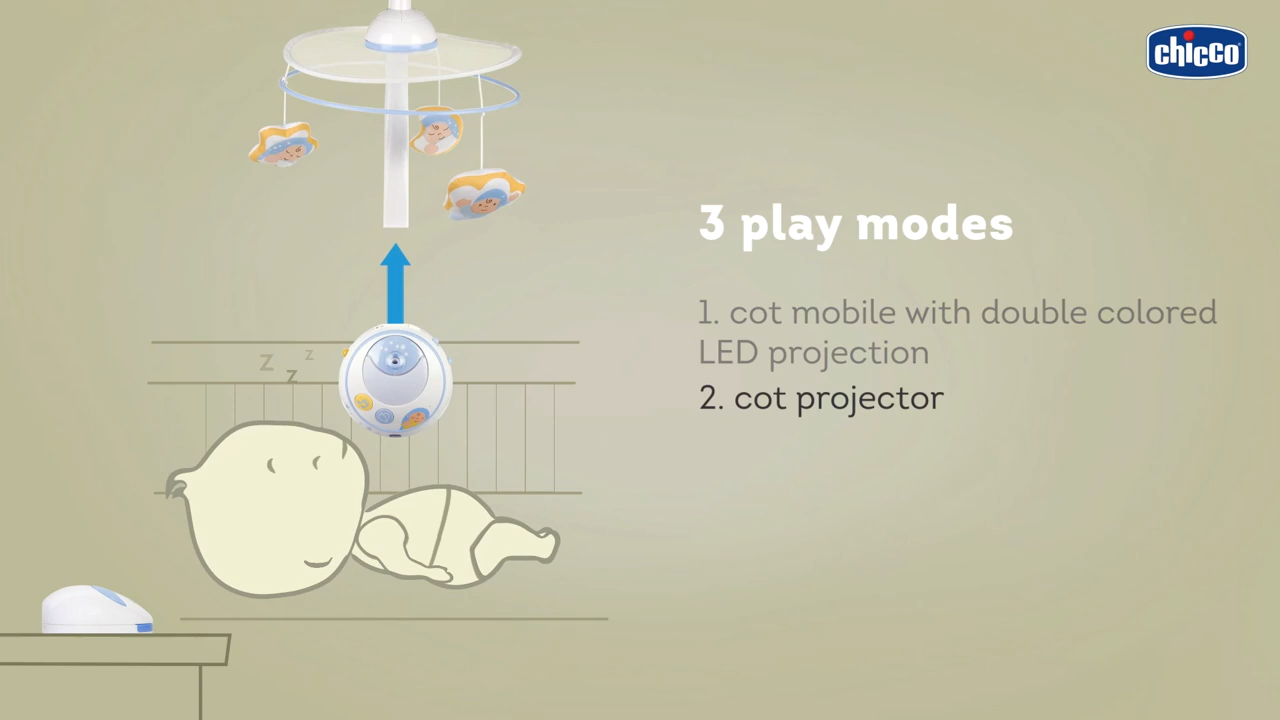 chicco
3 play modes
1. cot mobile with double colored
LED projection
2. cot projector
z
z
z